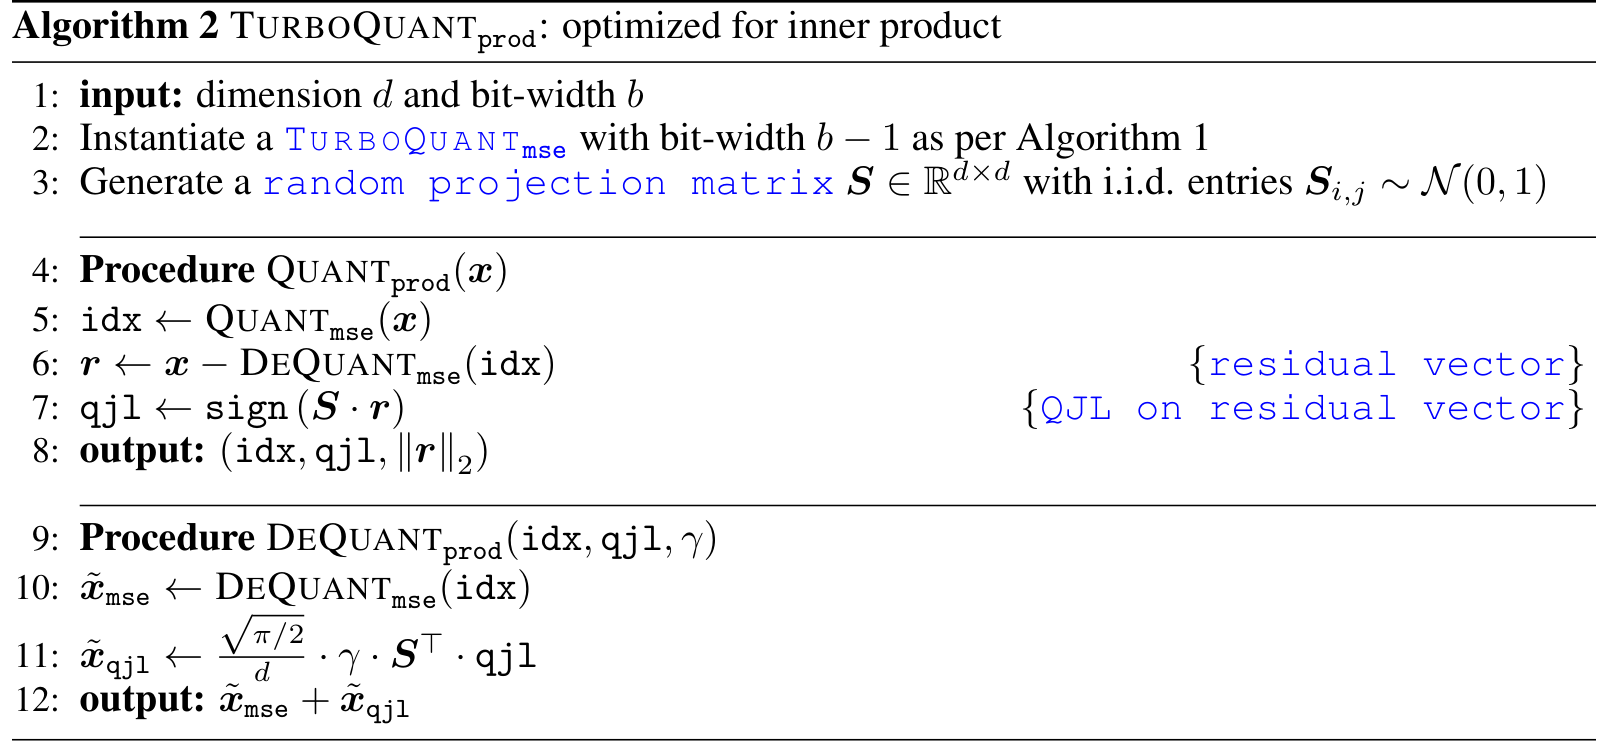 Algorithm 2 TURBOQUANT_prod: optimized for inner product
1: input: dimension d and bit-width b
2: Instantiate a TURBOQUANT_mse with bit-width b − 1 as per Algorithm 1
3: Generate a random projection matrix S ∈ ℝ^{d×d} with i.i.d. entries S_{i,j} ∼ 𝒩(0, 1)
4: Procedure QUANT_prod(x)
5: idx ← QUANT_mse(x)
6: r ← x − DEQUANT_mse(idx) {residual vector}
7: qjl ← sign (S · r) {QJL on residual vector}
8: output: (idx, qjl, ‖r‖_2)
9: Procedure DEQUANT_prod(idx, qjl, γ)
10: x̃_mse ← DEQUANT_mse(idx)
11: x̃_qjl ← √(π/2)/d · γ · S^⊤ · qjl
12: output: x̃_mse + x̃_qjl